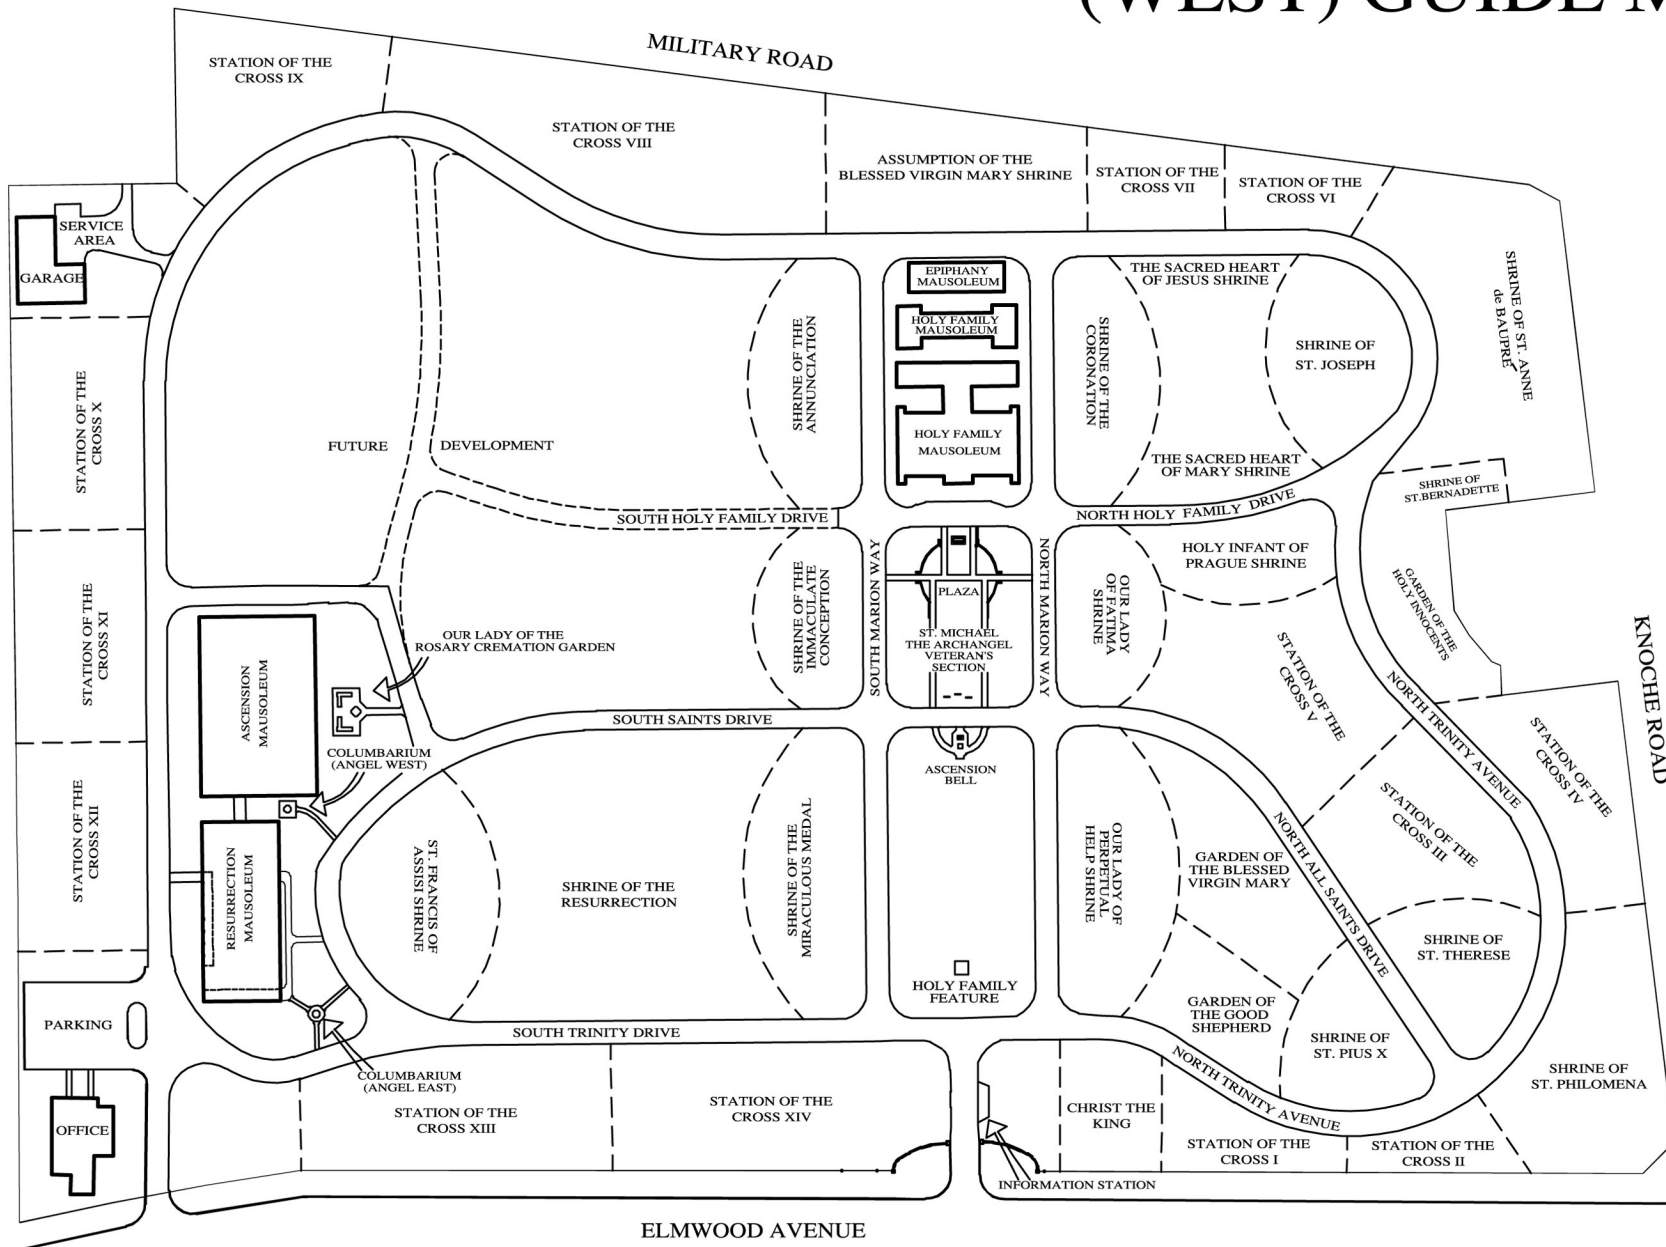 (WEST) GUIDE M
MILITARY ROAD
STATION OF THE
CROSS IX
STATION OF THE
CROSS VIII
ASSUMPTION OF THE
BLESSED VIRGIN MARY SHRINE
STATION OF THE
CROSS VII
STATION OF THE
CROSS VI
SERVICE
AREA
GARAGE
EPIPHANY
MAUSOLEUM
HOLY FAMILY
MAUSOLEUM
HOLY FAMILY
MAUSOLEUM
THE SACRED HEART
OF JESUS SHRINE
SHRINE OF ST. ANNE
de BAUPRÉ
SHRINE OF THE
ANNUNCIATION
SHRINE OF THE
CORONATION
SHRINE OF
ST. JOSEPH
STATION OF THE
CROSS X
FUTURE
DEVELOPMENT
THE SACRED HEART
OF MARY SHRINE
SHRINE OF
ST.BERNADETTE
SOUTH HOLY FAMILY DRIVE
NORTH HOLY FAMILY DRIVE
HOLY INFANT OF
PRAGUE SHRINE
PLAZA
ST. MICHAEL
THE ARCHANGEL
VETERAN'S
SECTION
SOUTH MARION WAY
NORTH MARION WAY
SHRINE OF THE
IMMACULATE
CONCEPTION
OUR LADY
OF FATIMA
SHRINE
GARDEN OF THE
HOLY INNOCENTS
STATION OF THE
CROSS XI
OUR LADY OF THE
ROSARY CREMATION GARDEN
STATION OF THE
CROSS V
KNOCHE ROAD
ASCENSION
MAUSOLEUM
SOUTH SAINTS DRIVE
NORTH TRINITY AVENUE
STATION OF THE
CROSS IV
COLUMBARIUM
(ANGEL WEST)
ASCENSION
BELL
STATION OF THE
CROSS III
STATION OF THE
CROSS XII
RESURRECTION
MAUSOLEUM
ST. FRANCIS OF
ASSISI SHRINE
SHRINE OF THE
RESURRECTION
SHRINE OF THE
MIRACULOUS MEDAL
OUR LADY OF
PERPETUAL
HELP SHRINE
GARDEN OF
THE BLESSED
VIRGIN MARY
NORTH ALL SAINTS DRIVE
SHRINE OF
ST. THERESE
HOLY FAMILY
FEATURE
GARDEN OF
THE GOOD
SHEPHERD
SHRINE OF
ST. PIUS X
PARKING
SOUTH TRINITY DRIVE
NORTH TRINITY AVENUE
SHRINE OF
ST. PHILOMENA
COLUMBARIUM
(ANGEL EAST)
STATION OF THE
CROSS XIII
STATION OF THE
CROSS XIV
CHRIST THE
KING
OFFICE
STATION OF THE
CROSS I
STATION OF THE
CROSS II
INFORMATION STATION
ELMWOOD AVENUE